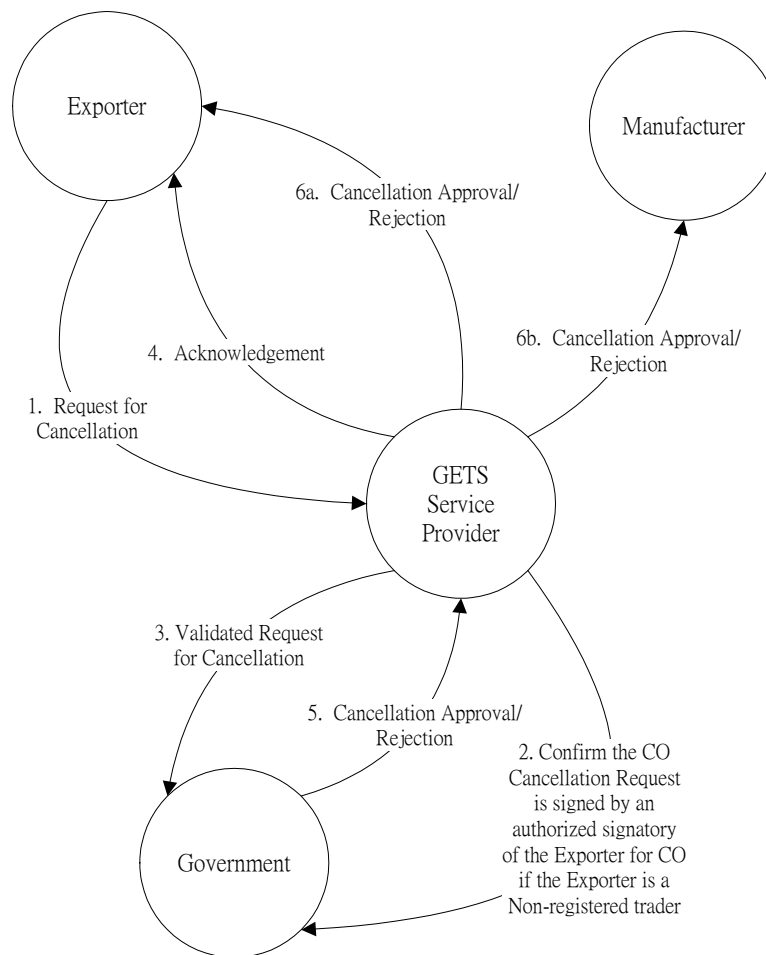 Exporter
Manufacturer
6a.  Cancellation Approval/
Rejection
4.  Acknowledgement
6b.  Cancellation Approval/
Rejection
1.  Request for
Cancellation
GETS
Service
Provider
3. Validated Request
for Cancellation
5.  Cancellation Approval/
Rejection
2. Confirm the CO
Cancellation Request
is signed by an
authorized signatory
of the Exporter for CO
if the Exporter is a
Non-registered trader
Government